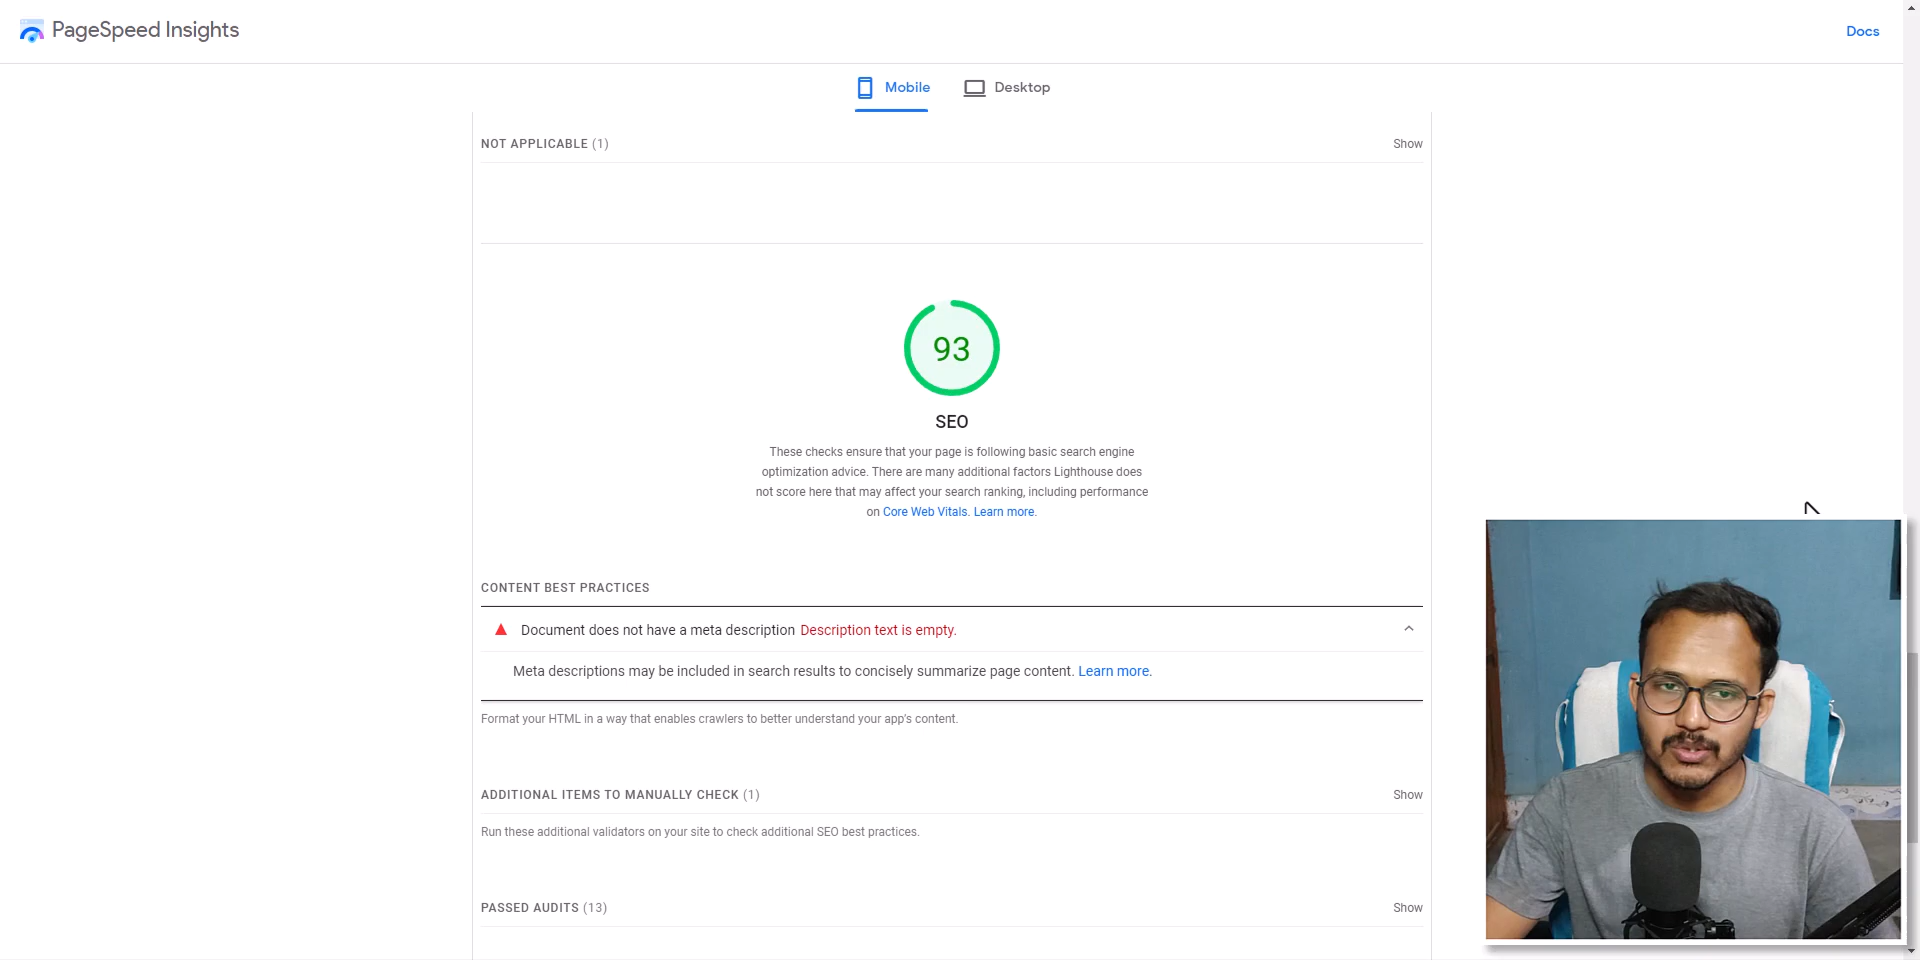 PageSpeed Insights
Docs
Mobile
Desktop
NOT APPLICABLE (1)
Show
93
SEO
These checks ensure that your page is following basic search engine
optimization advice. There are many additional factors Lighthouse does
not score here that may affect your search ranking, including performance
on Core Web Vitals. Learn more.
CONTENT BEST PRACTICES
Document does not have a meta description Description text is empty.
Meta descriptions may be included in search results to concisely summarize page content. Learn more.
Format your HTML in a way that enables crawlers to better understand your app's content.
ADDITIONAL ITEMS TO MANUALLY CHECK (1)
Show
Run these additional validators on your site to check additional SEO best practices.
PASSED AUDITS (13)
Show